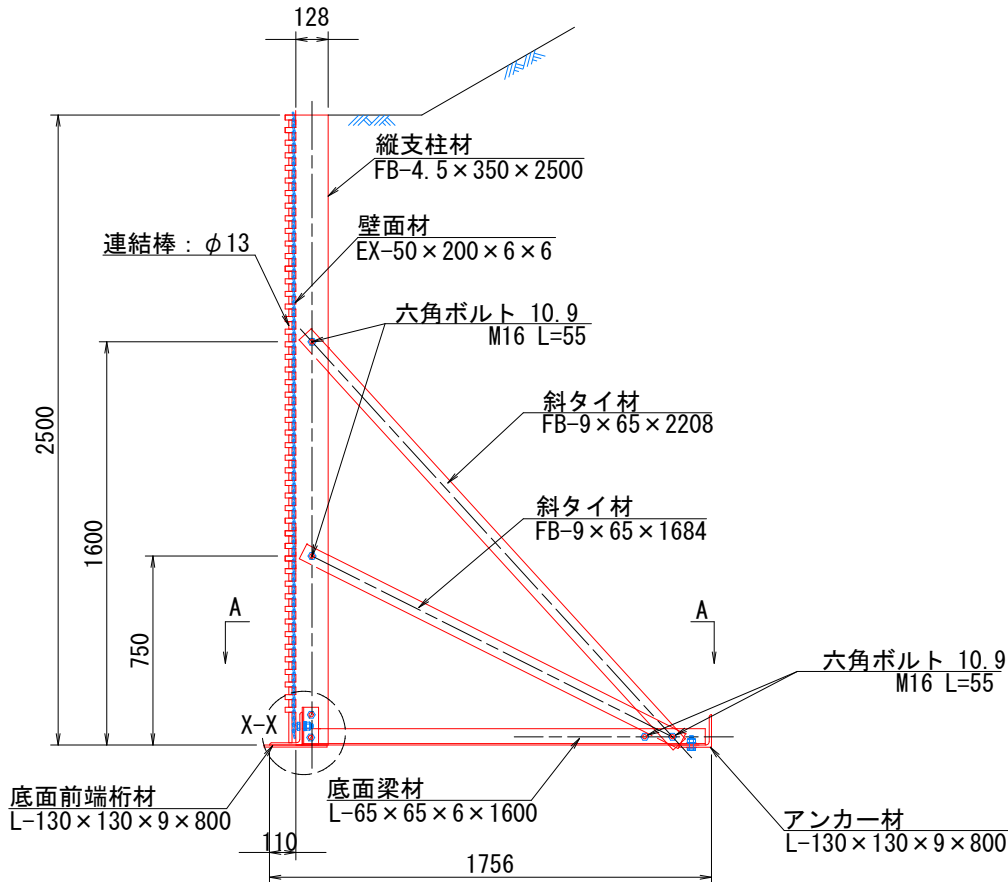 128
縦支柱材
FB-4.5×350×2500
壁面材
EX-50×200×6×6
連結棒：φ13
六角ボルト 10.9
M16 L=55
2500
斜タイ材
FB-9×65×2208
斜タイ材
FB-9×65×1684
1600
750
A
A
六角ボルト 10.9
M16 L=55
X-X
底面前端桁材
L-130×130×9×800
底面梁材
L-65×65×6×1600
アンカー材
L-130×130×9×800
110
1756